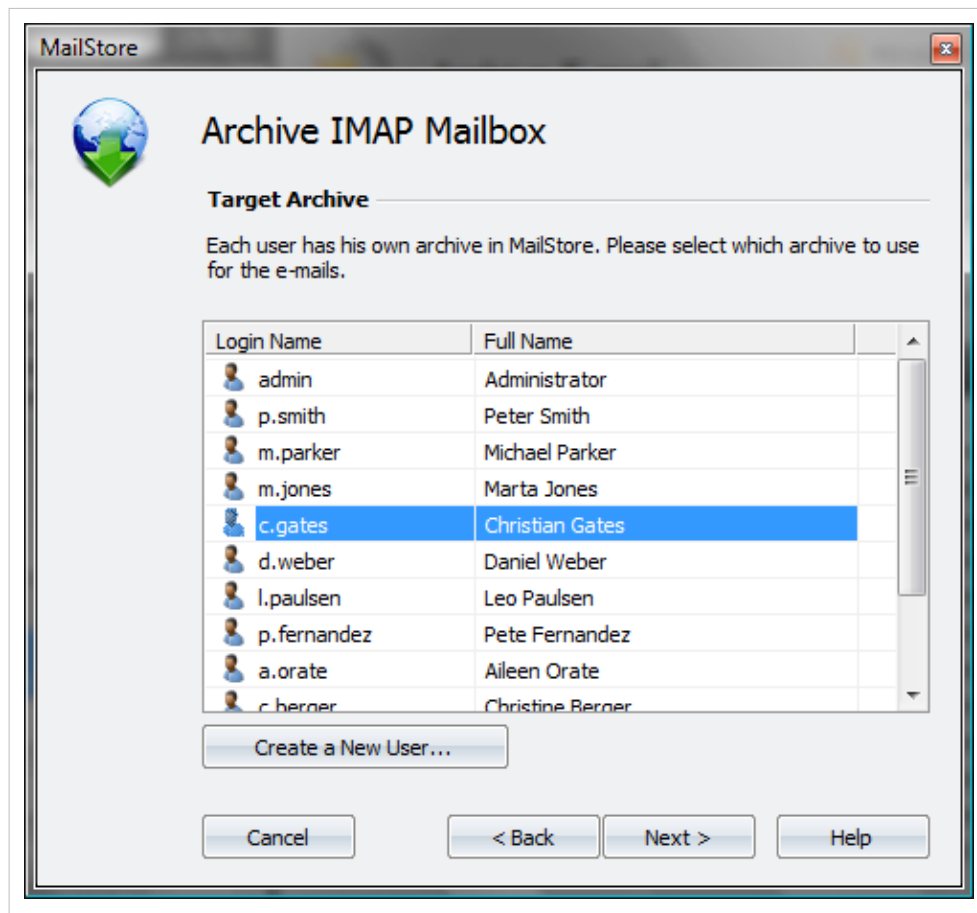 MailStore
Archive IMAP Mailbox
Target Archive
Each user has his own archive in MailStore. Please select which archive to use
for the e-mails.
Login Name Full Name
admin Administrator
p.smith Peter Smith
m.parker Michael Parker
m.jones Marta Jones
c.gates Christian Gates
d.weber Daniel Weber
l.paulsen Leo Paulsen
p.fernandez Pete Fernandez
a.orate Aileen Orate
c.berger Christine Berger
Create a New User...
Cancel < Back Next > Help